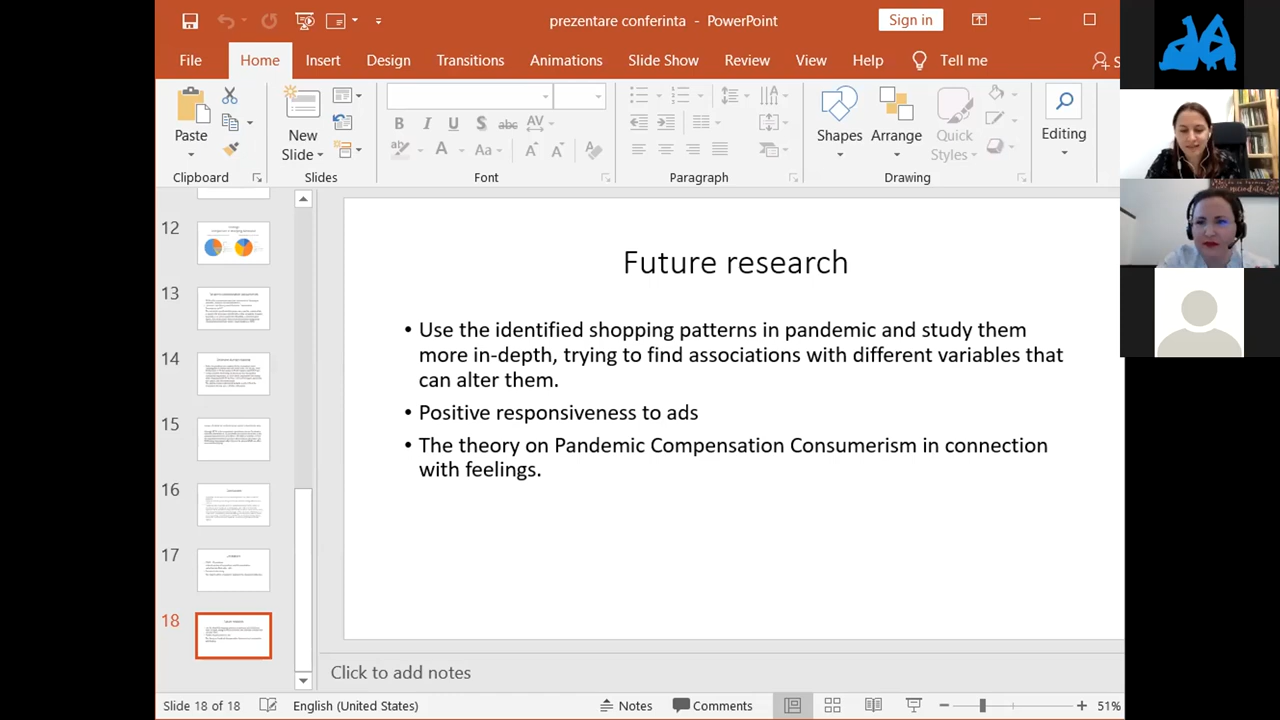 prezentare conferinta - PowerPoint
Sign in
File Home Insert Design Transitions Animations Slide Show Review View Help Tell me
Paste
New
Slide
Shapes
Arrange
Quick
Styles
Editing
Clipboard
Slides
Font
Paragraph
Drawing
12
13
14
15
16
17
18
Future research
• Use the identified shopping patterns in pandemic and study them
more in-depth, trying to find associations with different variables that
can alter them.
• Positive responsiveness to ads
• The theory on Pandemic Compensation Consumerism in connection
with feelings.
Click to add notes
Slide 18 of 18
English (United States)
Notes
Comments
51%